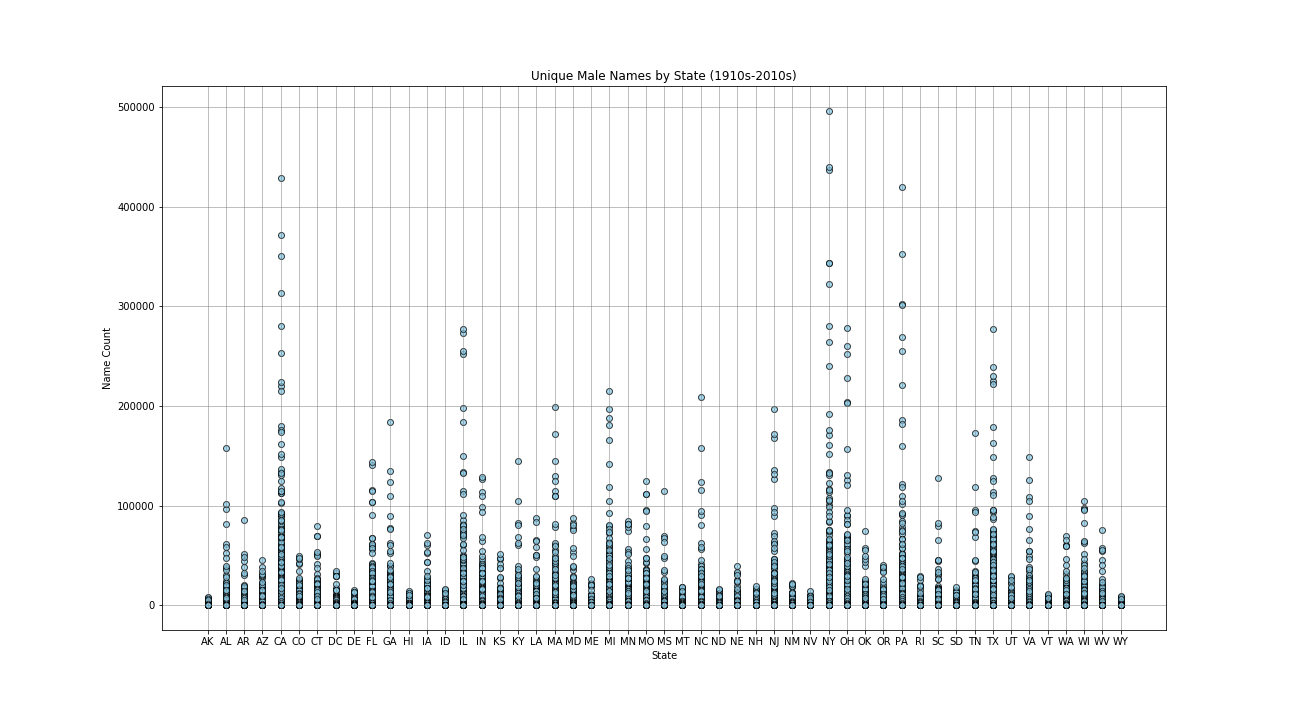 Unique Male Names by State (1910s-2010s)
500000
400000
300000
200000
100000
0
Name Count
AK AL AR AZ CA CO CT DC DE FL GA HI IA ID IL IN KS KY LA MA MD ME MI MN MO MS MT NC ND NE NH NJ NM NV NY OH OK OR PA RI SC SD TN TX UT VA VT WA WI WV WY
State